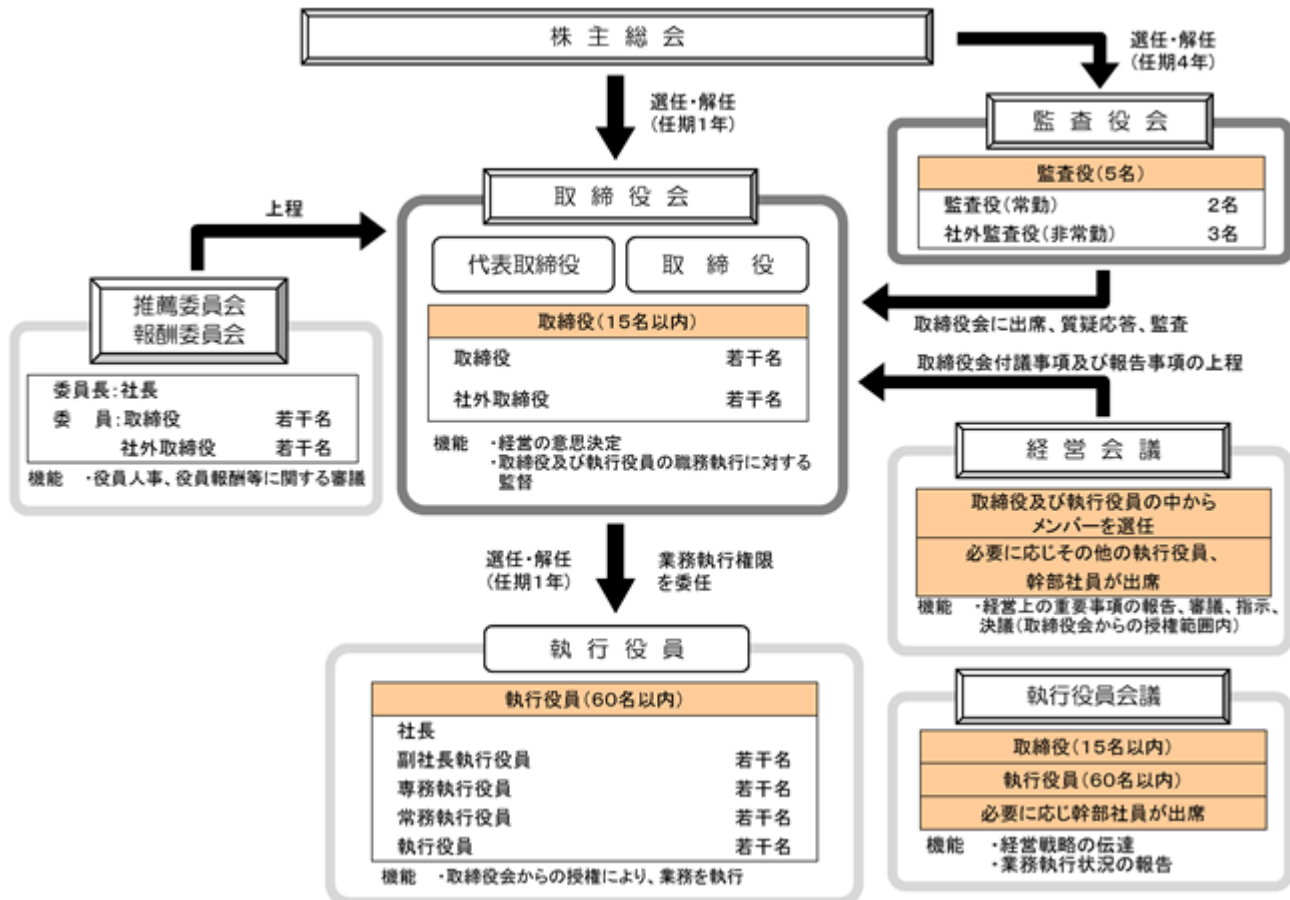 株主総会
選任・解任
(任期4年)
選任・解任
(任期1年)
監査役会
監査役(5名)
監査役(常勤) 2名
社外監査役(非常勤) 3名
取締役会
代表取締役 取締役
取締役(15名以内)
取締役 若干名
社外取締役 若干名
機能 ・経営の意思決定
・取締役及び執行役員の職務執行に対する
監督
上程
推薦委員会
報酬委員会
委員長:社長
委 員:取締役 若干名
社外取締役 若干名
機能 ・役員人事、役員報酬等に関する審議
取締役会に出席、質疑応答、監査
取締役会付議事項及び報告事項の上程
経営会議
取締役及び執行役員の中から
メンバーを選任
必要に応じその他の執行役員、
幹部社員が出席
機能 ・経営上の重要事項の報告、審議、指示、
決議(取締役会からの授権範囲内)
選任・解任
(任期1年)
業務執行権限
を委任
執行役員
執行役員(60名以内)
社長
副社長執行役員 若干名
専務執行役員 若干名
常務執行役員 若干名
執行役員 若干名
機能 ・取締役会からの授権により、業務を執行
執行役員会議
取締役(15名以内)
執行役員(60名以内)
必要に応じ幹部社員が出席
機能 ・経営戦略の伝達
・業務執行状況の報告